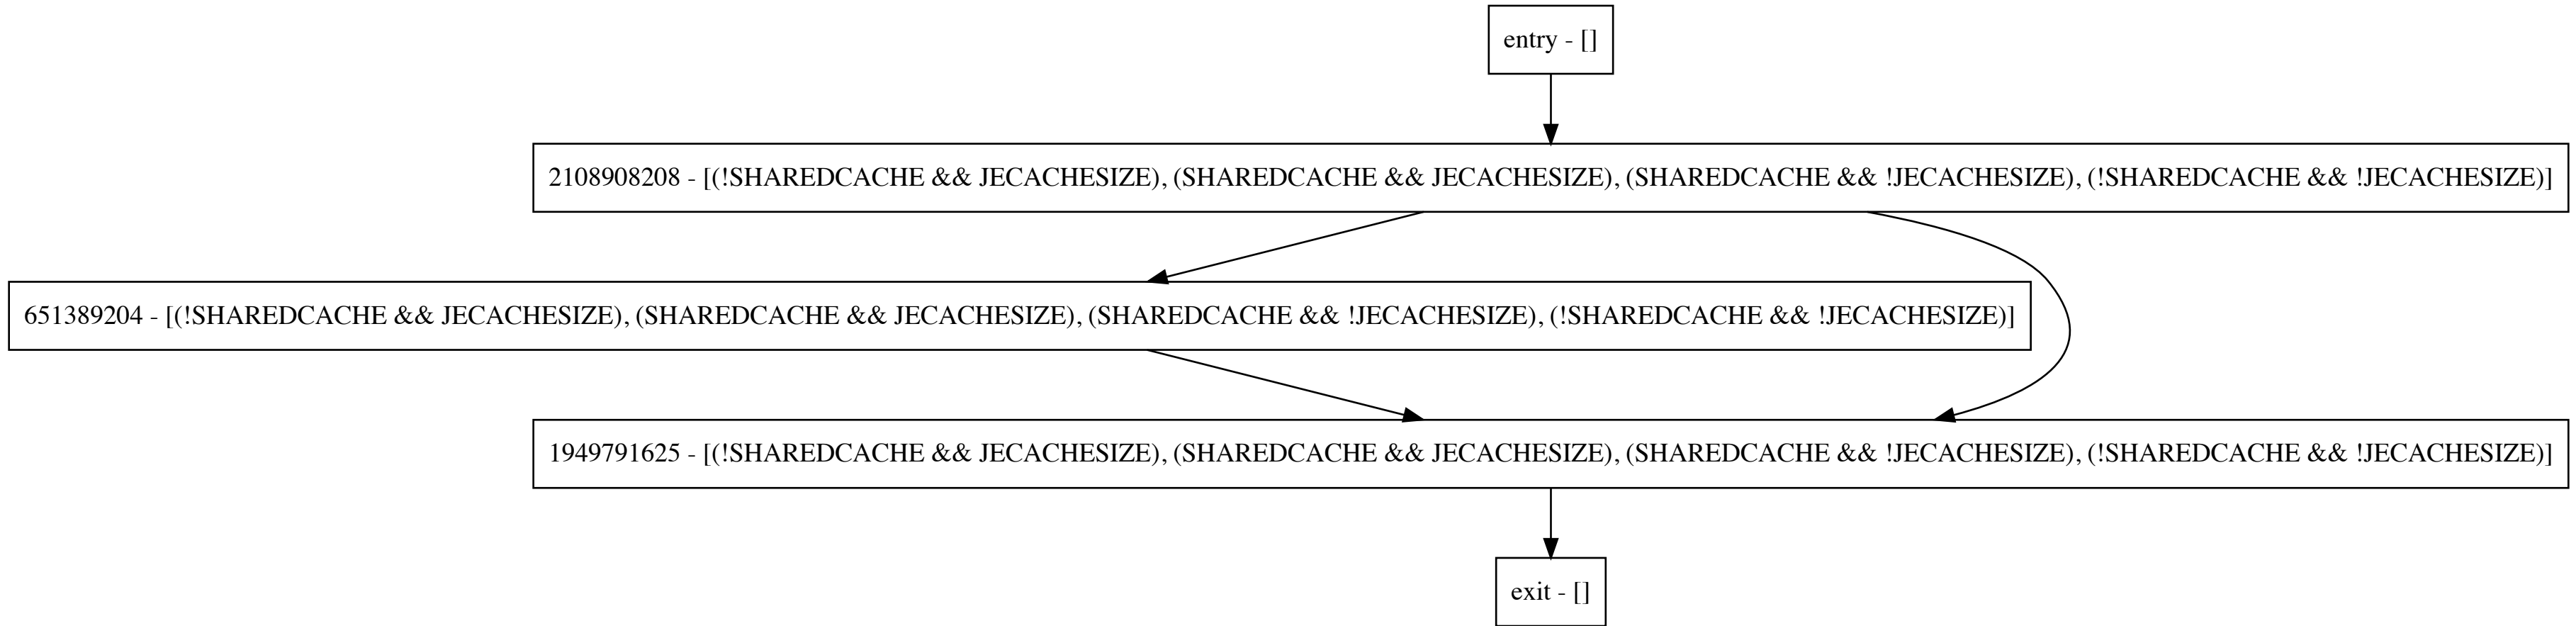 entry - []
2108908208 - [(!SHAREDCACHE && JECACHESIZE), (SHAREDCACHE && JECACHESIZE), (SHAREDCACHE && !JECACHESIZE), (!SHAREDCACHE && !JECACHESIZE)]
651389204 - [(!SHAREDCACHE && JECACHESIZE), (SHAREDCACHE && JECACHESIZE), (SHAREDCACHE && !JECACHESIZE), (!SHAREDCACHE && !JECACHESIZE)]
1949791625 - [(!SHAREDCACHE && JECACHESIZE), (SHAREDCACHE && JECACHESIZE), (SHAREDCACHE && !JECACHESIZE), (!SHAREDCACHE && !JECACHESIZE)]
exit - []